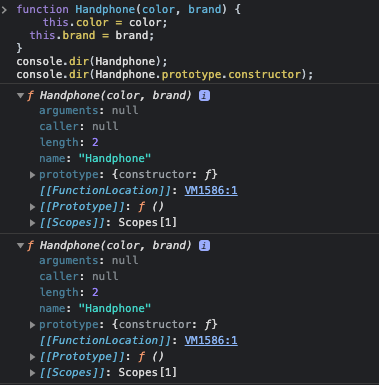 > function Handphone(color, brand) {
this.color = color;
this.brand = brand;
}
console.dir(Handphone);
console.dir(Handphone.prototype.constructor);
▼ƒ Handphone(color, brand) i
arguments: null
caller: null
length: 2
name: "Handphone"
▶prototype: {constructor: ƒ}
[[FunctionLocation]]: VM1586:1
▶[[Prototype]]: ƒ ()
▶[[Scopes]]: Scopes[1]
▼ƒ Handphone(color, brand) i
arguments: null
caller: null
length: 2
name: "Handphone"
▶prototype: {constructor: ƒ}
[[FunctionLocation]]: VM1586:1
▶[[Prototype]]: ƒ ()
▶[[Scopes]]: Scopes[1]